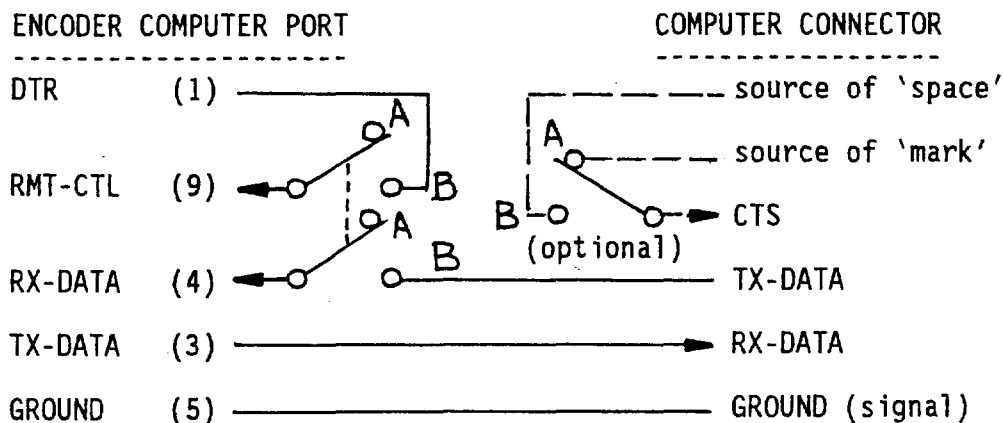 ENCODER COMPUTER PORT COMPUTER CONNECTOR
DTR (1) A source of `space'
A source of `mark'
RMT-CTL (9) B
A B CTS
(optional)
B
RX-DATA (4) TX-DATA
TX-DATA (3) RX-DATA
GROUND (5) GROUND (signal)